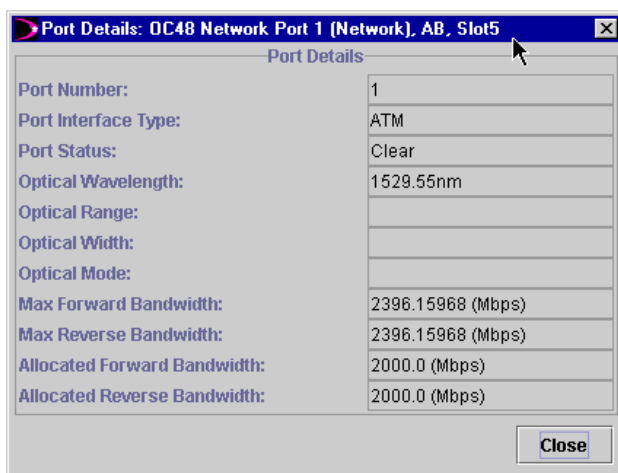 Port Details: OC48 Network Port 1 (Network), AB, Slot5
Port Details
Port Number: 1
Port Interface Type: ATM
Port Status: Clear
Optical Wavelength: 1529.55nm
Optical Range:
Optical Width:
Optical Mode:
Max Forward Bandwidth: 2396.15968 (Mbps)
Max Reverse Bandwidth: 2396.15968 (Mbps)
Allocated Forward Bandwidth: 2000.0 (Mbps)
Allocated Reverse Bandwidth: 2000.0 (Mbps)
Close